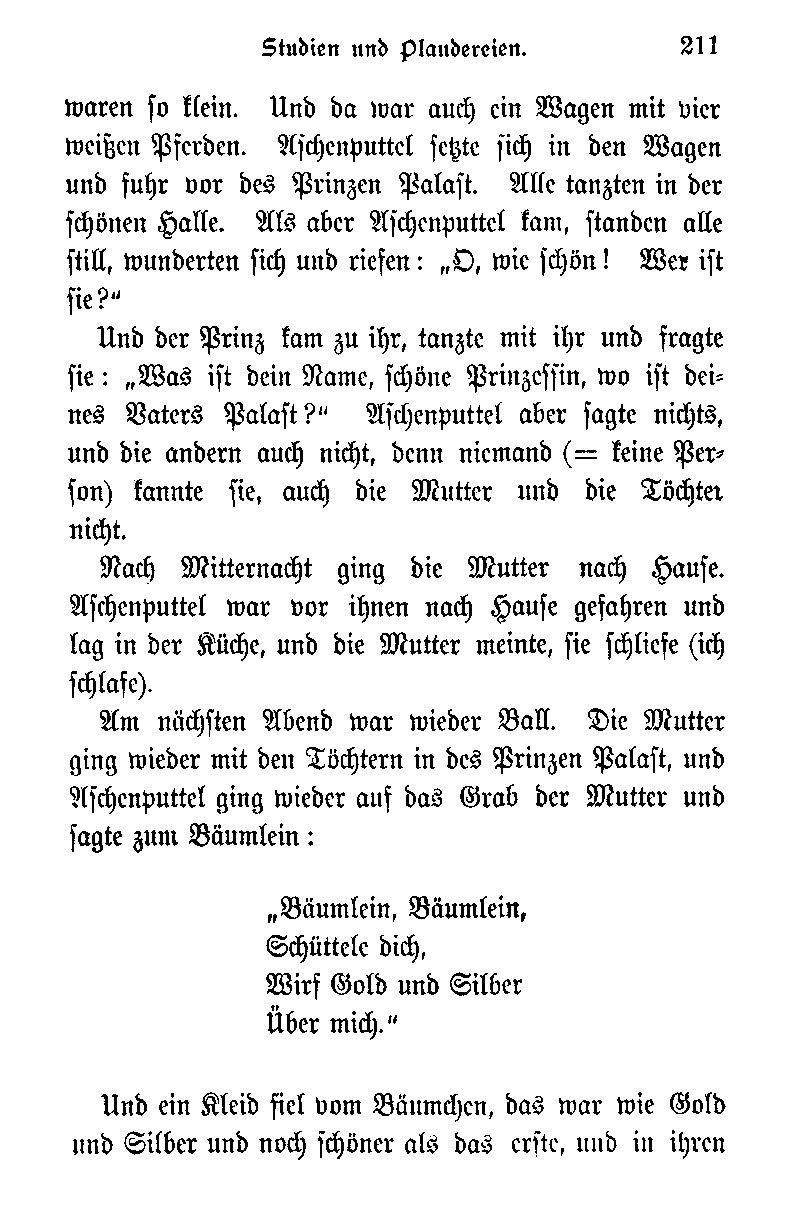 Studien und Plaudereien. 211
waren so klein. Und da war auch ein Wagen mit vier
weißen Pferden. Aschenputtel setzte sich in den Wagen
und fuhr vor des Prinzen Palast. Alle tanzten in der
schönen Halle. Als aber Aschenputtel kam, standen alle
still, wunderten sich und riefen: „O, wie schön! Wer ist
sie?“
Und der Prinz kam zu ihr, tanzte mit ihr und fragte
sie: „Was ist dein Name, schöne Prinzessin, wo ist dei-
nes Vaters Palast?“ Aschenputtel aber sagte nichts,
und die andern auch nicht, denn niemand (= keine Per-
son) kannte sie, auch die Mutter und die Töchter
nicht.
Nach Mitternacht ging die Mutter nach Hause.
Aschenputtel war vor ihnen nach Hause gefahren und
lag in der Küche, und die Mutter meinte, sie schliefe (ich
schlafe).
Am nächsten Abend war wieder Ball. Die Mutter
ging wieder mit den Töchtern in des Prinzen Palast, und
Aschenputtel ging wieder auf das Grab der Mutter und
sagte zum Bäumlein:
„Bäumlein, Bäumlein,
Schüttele dich,
Wirf Gold und Silber
Über mich.“
Und ein Kleid fiel vom Bäumchen, das war wie Gold
und Silber und noch schöner als das erste, und in ihren